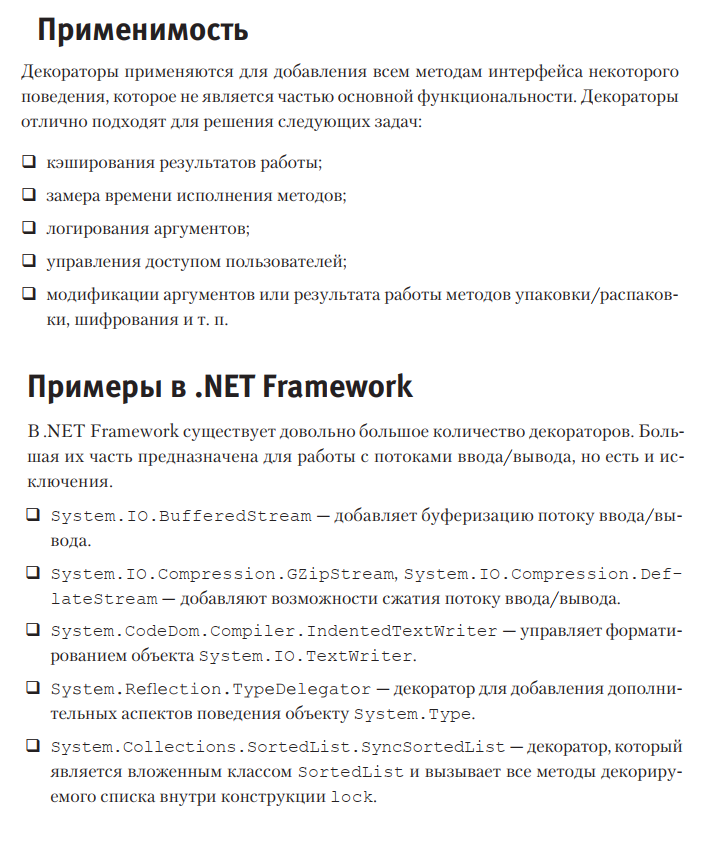 Применимость
Декораторы применяются для добавления всем методам интерфейса некоторого
поведения, которое не является частью основной функциональности. Декораторы
отлично подходят для решения следующих задач:
❑ кэширования результатов работы;
❑ замера времени исполнения методов;
❑ логирования аргументов;
❑ управления доступом пользователей;
❑ модификации аргументов или результата работы методов упаковки/распаков-
ки, шифрования и т. п.
Примеры в .NET Framework
В .NET Framework существует довольно большое количество декораторов. Боль-
шая их часть предназначена для работы с потоками ввода/вывода, но есть и ис-
ключения.
❑ System.IO.BufferedStream — добавляет буферизацию потоку ввода/вы-
вода.
❑ System.IO.Compression.GZipStream, System.IO.Compression.Def-
lateStream — добавляют возможности сжатия потоку ввода/вывода.
❑ System.CodeDom.Compiler.IndentedTextWriter — управляет формати-
рованием объекта System.IO.TextWriter.
❑ System.Reflection.TypeDelegator — декоратор для добавления дополни-
тельных аспектов поведения объекту System.Type.
❑ System.Collections.SortedList.SyncSortedList — декоратор, который
является вложенным классом SortedList и вызывает все методы декориру-
емого списка внутри конструкции lock.